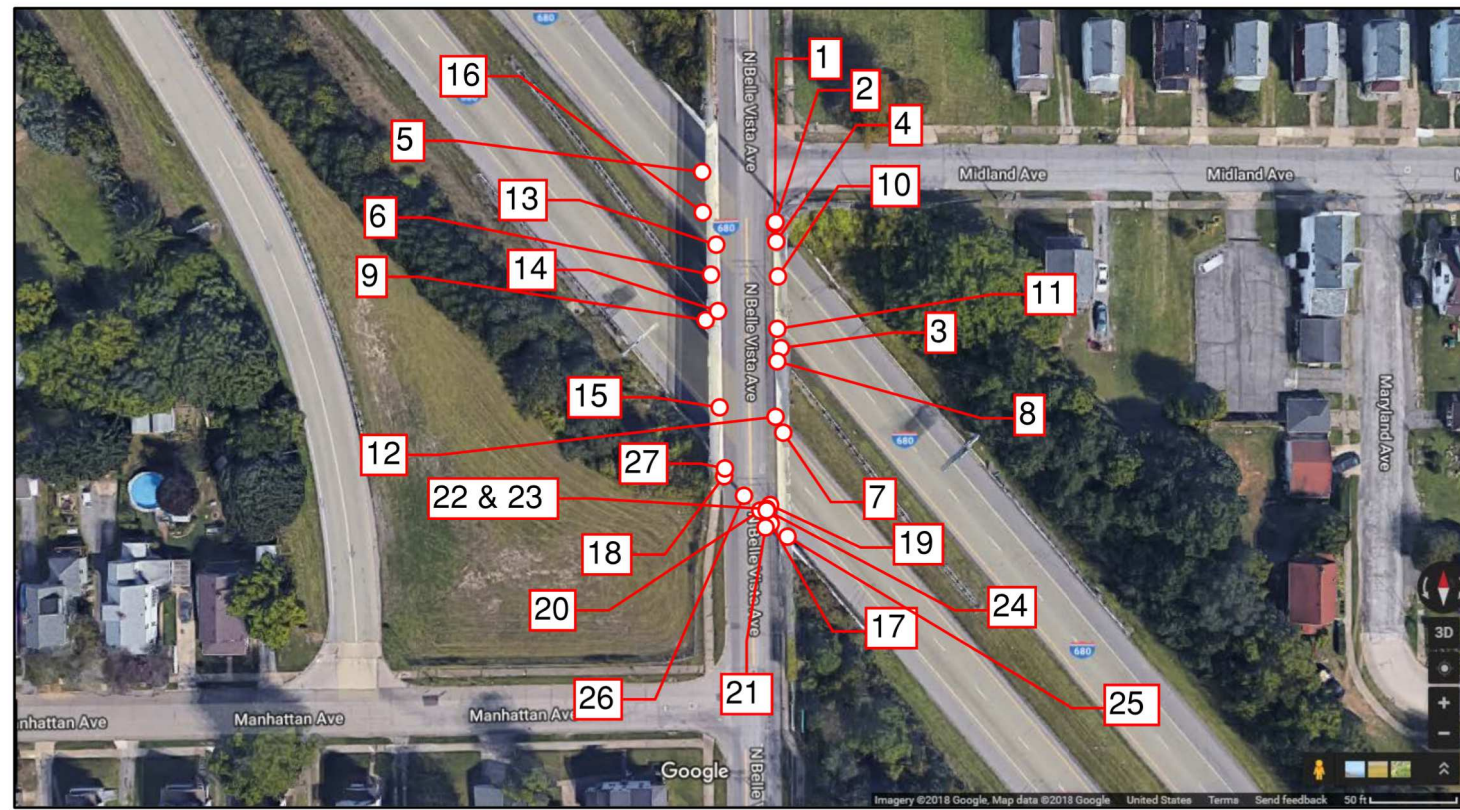 680
680
1
2
4
10
16
5
13
6
14
9
N Belle Vista Ave
Midland Ave
Midland Ave
M
680
N Belle Vista Ave
11
3
8
15
12
27
22 & 23
18
20
26
21
7
19
24
17
25
680
680
Maryland Ave
N Belle Vista Ave
nhattan Ave
Manhattan Ave
Manhattan Ave
N Belle V
Google
3D
+
−
Imagery ©2018 Google, Map data ©2018 Google United States Terms Send feedback 50 ft